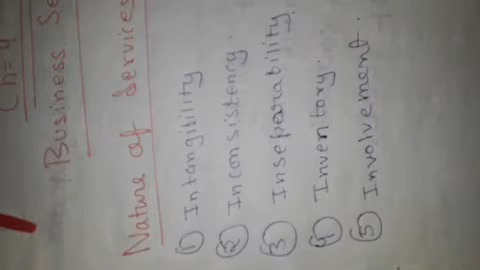 Ch=4
Business Se
Nature of Services
① Intangibility
② Inconsistency.
③ Inseparability
④ Inventory.
⑤ Involvement.